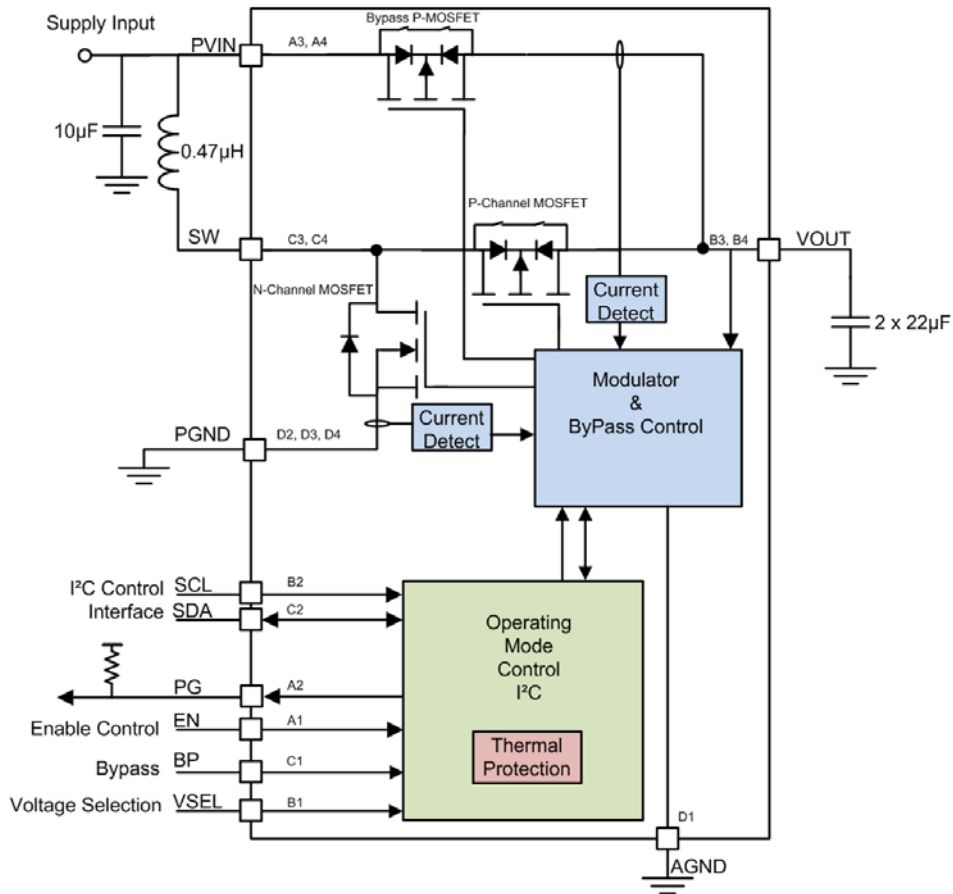 Supply Input
Bypass P-MOSFET
PVIN
A3, A4
10µF
0.47µH
P-Channel MOSFET
SW
C3, C4
B3, B4
VOUT
N-Channel MOSFET
Current
Detect
2 x 22µF
Modulator
&
ByPass Control
Current
Detect
PGND
D2, D3, D4
I²C Control
Interface
SCL
B2
SDA
C2
Operating
Mode
Control
I²C
PG
A2
Enable Control
EN
A1
Thermal
Protection
Bypass
BP
C1
Voltage Selection
VSEL
B1
D1
AGND